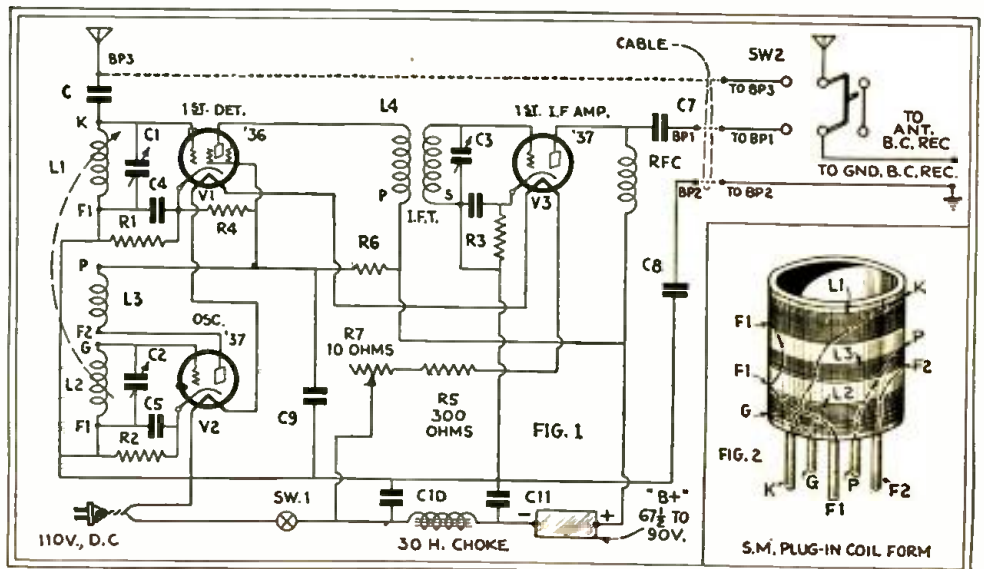 BP3
C
K
L1
C1
C4
F1
R1
1 ST. DET.
'36
V1
R4
L4
P
I.F.T.
S
C3
1 ST. I.F AMP.
'37
V3
R3
RFC
C7
BP1
BP2
CABLE
SW2
TO BP3
TO BP1
TO BP2
TO
ANT.
B.C. REC
TO GND. B.C. REC.
P
L3
F2
G
OSC.
'37
C2
L2
C5
F1
R2
V2
C9
R6
R7
10 OHMS
R5
300
OHMS
C8
FIG. 1
110V., D.C
SW.1
C10
30 H. CHOKE
C11
-
+
"B+"
67½ TO
90V.
L1
K
F1
P
L3
F2
F1
L2
G
FIG. 2
K
G
F1
P
F2
S.M. PLUG-IN COIL FORM